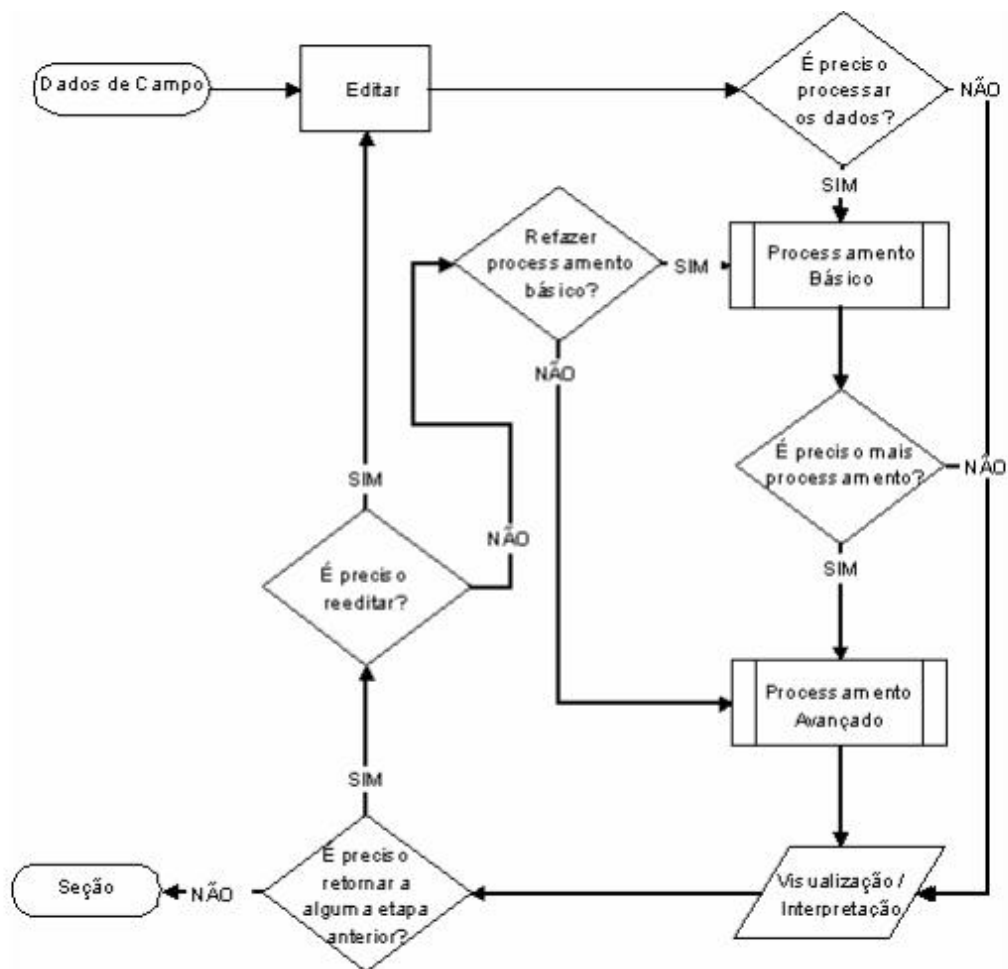 Dados de Campo
Editar
É preciso
processar
os dados?
NÃO
SIM
Refazer
processamento
básico?
SIM
Processamento
Básico
NÃO
É preciso mais
processamento?
NÃO
SIM
NÃO
SIM
É preciso
reeditar?
Processamento
Avançado
SIM
É preciso
retornar a
alguma etapa
anterior?
NÃO
Seção
Visualização /
Interpretação